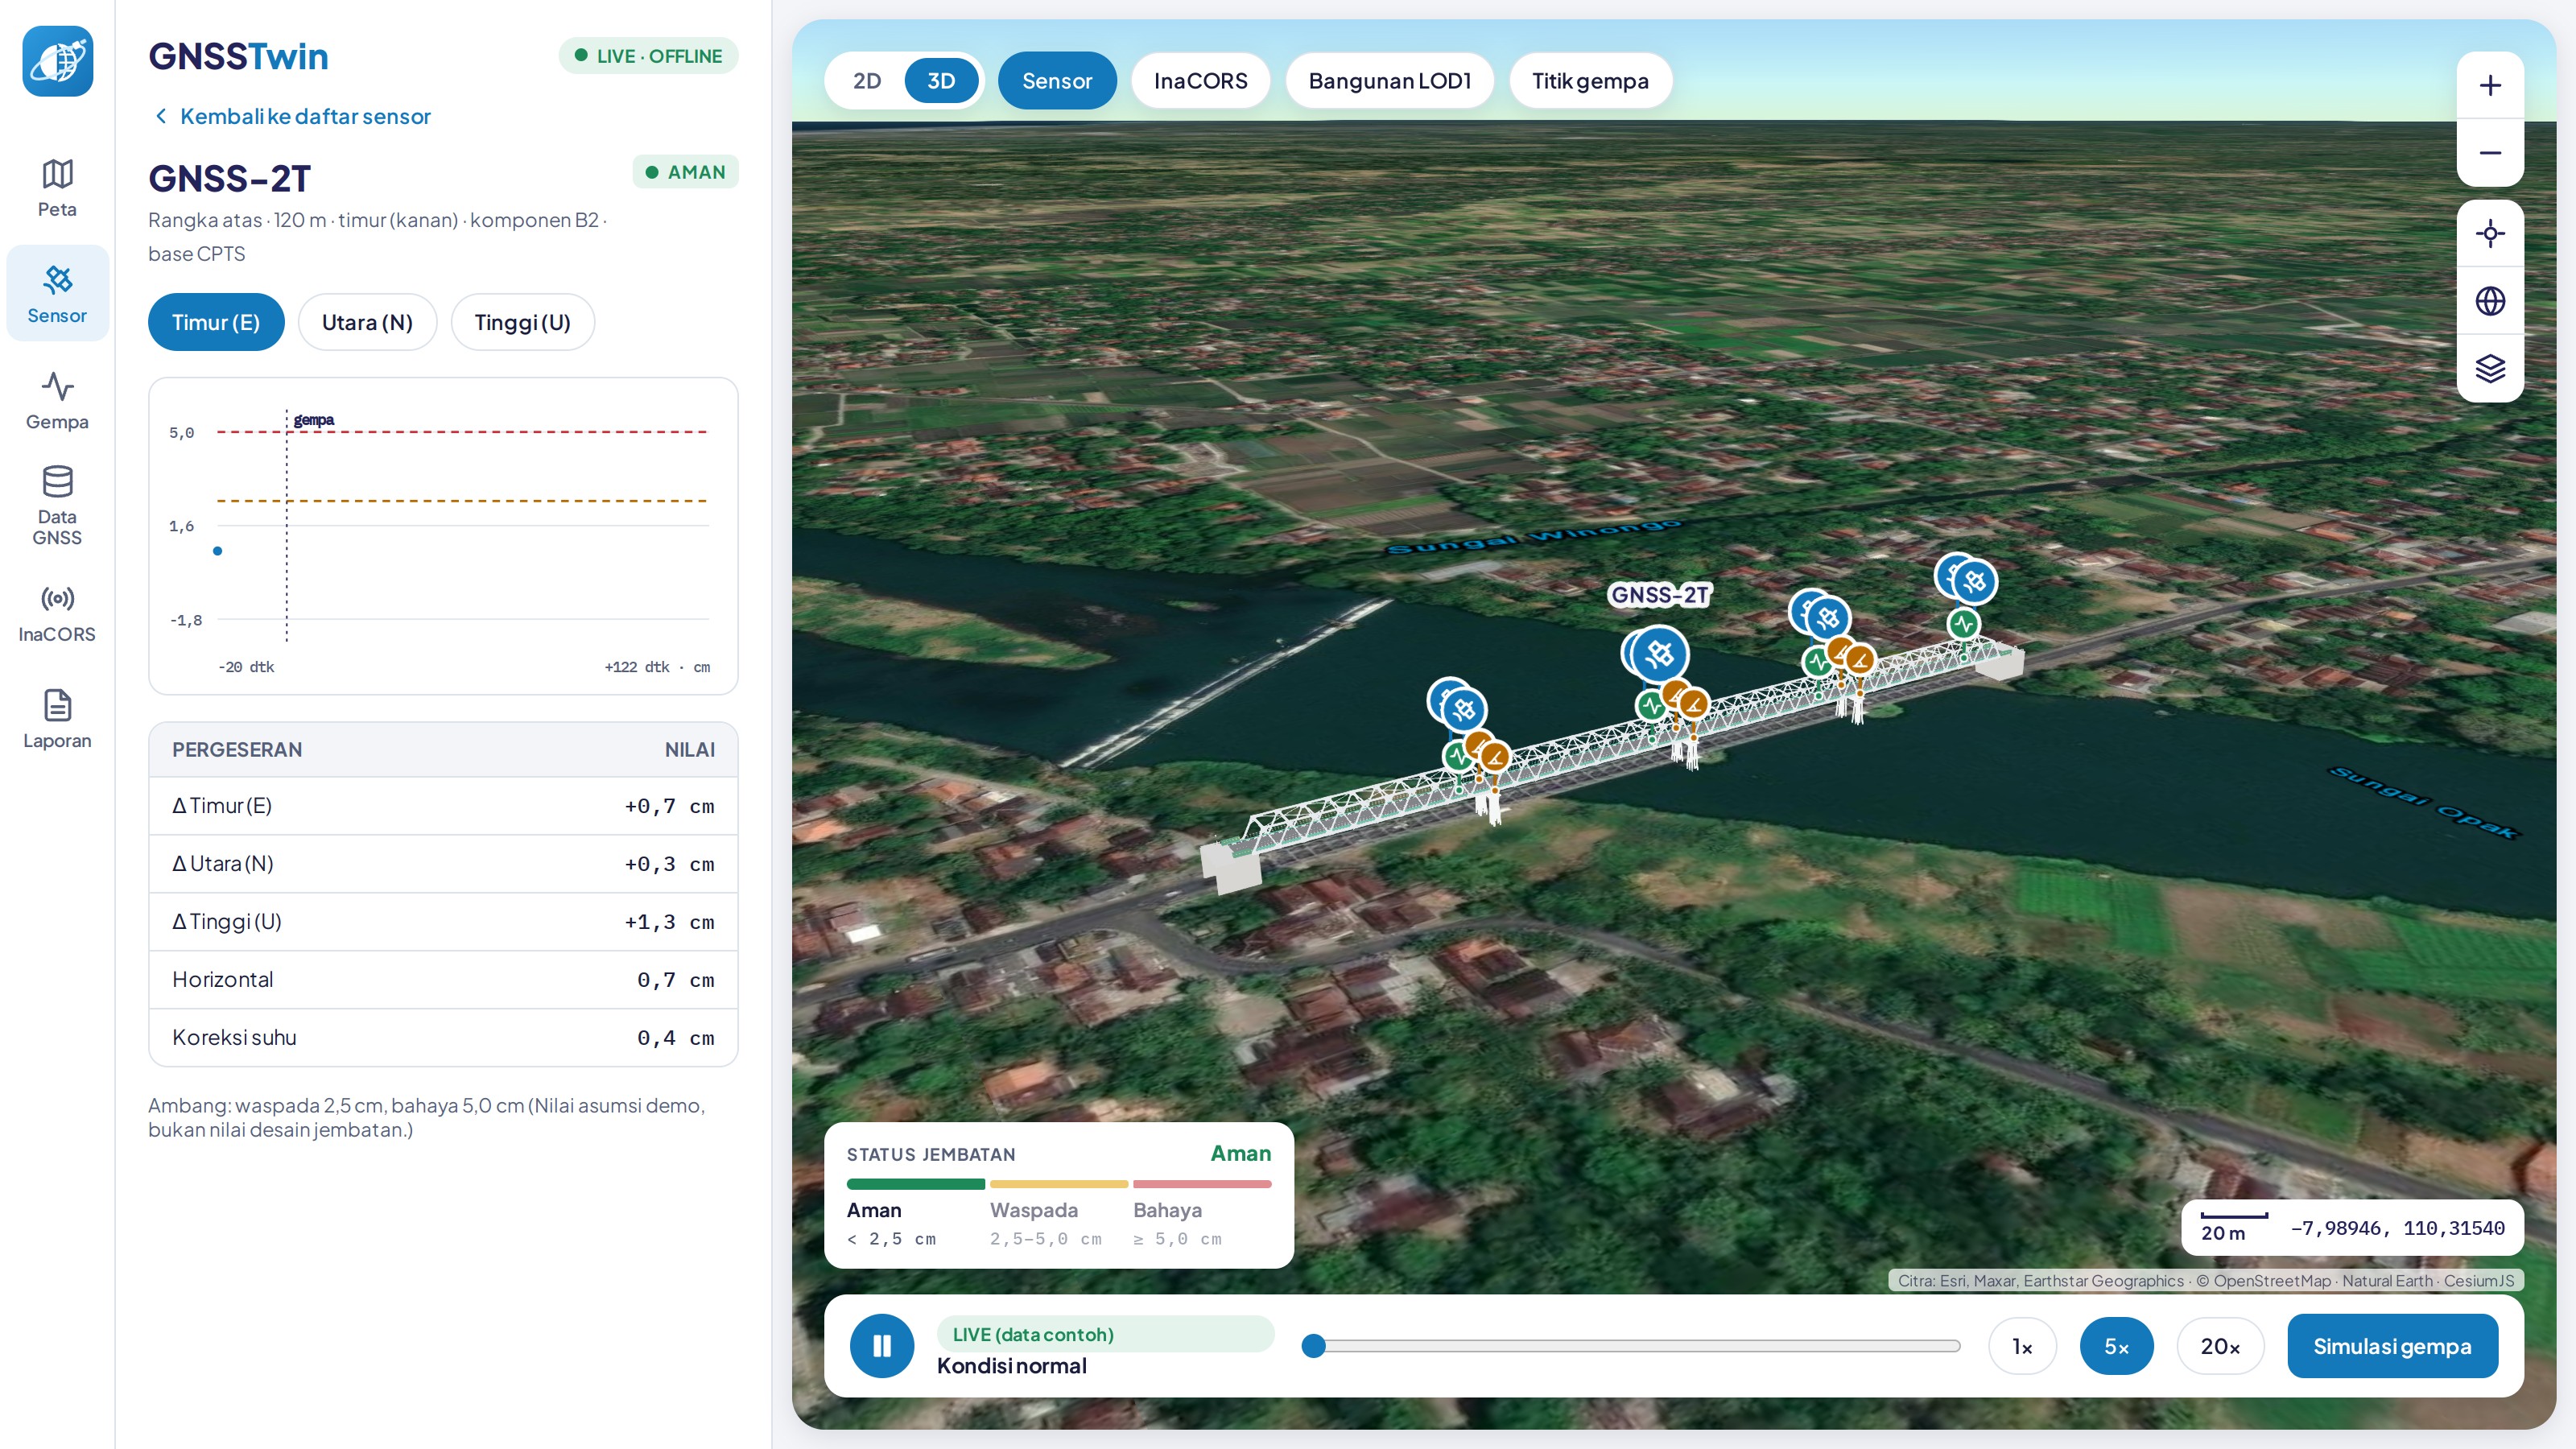 GNSSTwin
LIVE · OFFLINE
Kembali ke daftar sensor
GNSS-2T
AMAN
Rangka atas · 120 m · timur (kanan) · komponen B2 ·
base CPTS
Timur (E)
Utara (N)
Tinggi (U)
gempa
5,0
1,6
-1,8
-20 dtk
+122 dtk · cm
PERGESERAN
NILAI
Δ Timur (E)
+0,7 cm
Δ Utara (N)
+0,3 cm
Δ Tinggi (U)
+1,3 cm
Horizontal
0,7 cm
Koreksi suhu
0,4 cm
Ambang: waspada 2,5 cm, bahaya 5,0 cm (Nilai asumsi demo,
bukan nilai desain jembatan.)
Peta
Sensor
Gempa
Data
GNSS
InaCORS
Laporan
2D
3D
Sensor
InaCORS
Bangunan LOD1
Titik gempa
Sungai Winongo
GNSS-2T
Sungai Opak
STATUS JEMBATAN
Aman
Aman
Waspada
Bahaya
< 2,5 cm
2,5–5,0 cm
≥ 5,0 cm
20 m
−7,98946, 110,31540
Citra: Esri, Maxar, Earthstar Geographics · © OpenStreetMap · Natural Earth · CesiumJS
LIVE (data contoh)
Kondisi normal
1×
5×
20×
Simulasi gempa